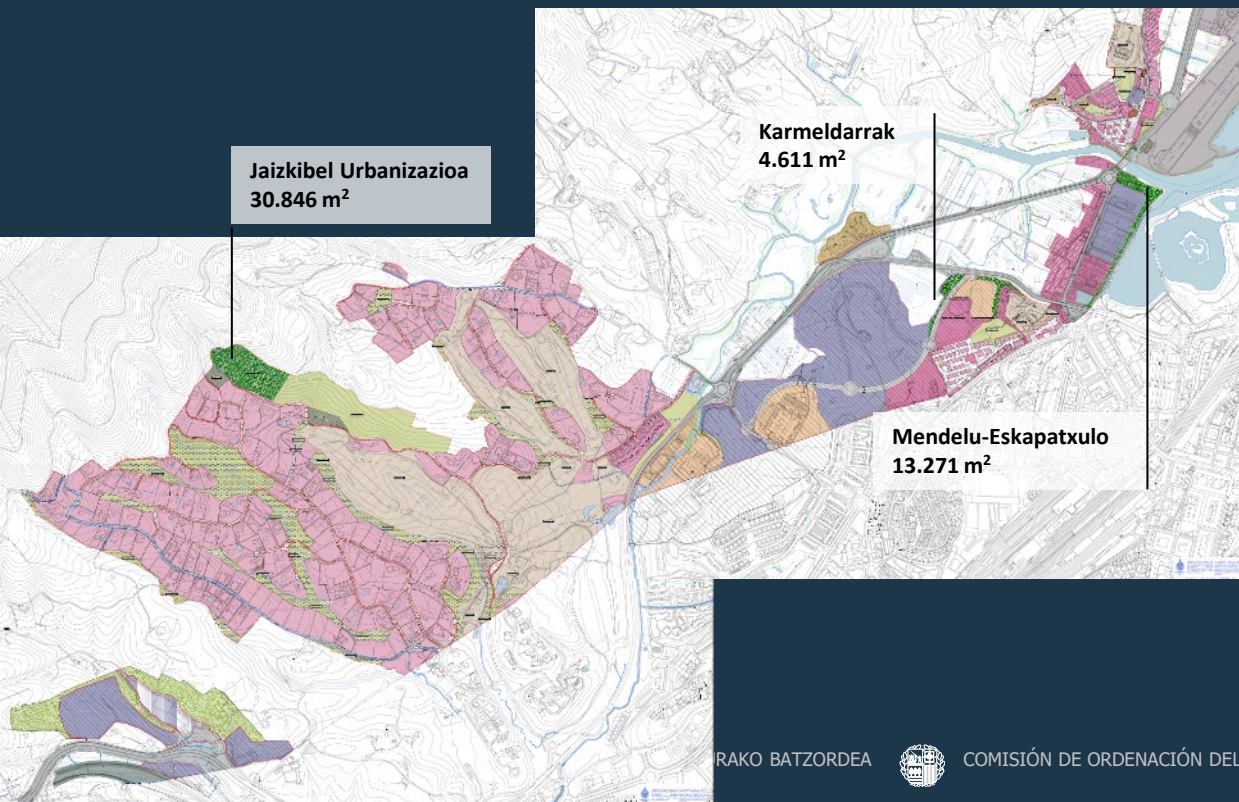 Karmeldarrak
4.611 m²
Jaizkibel Urbanizazioa
30.846 m²
Mendelu-Eskapatxulo
13.271 m²
RAKO BATZORDEA
COMISIÓN DE ORDENACIÓN DEL